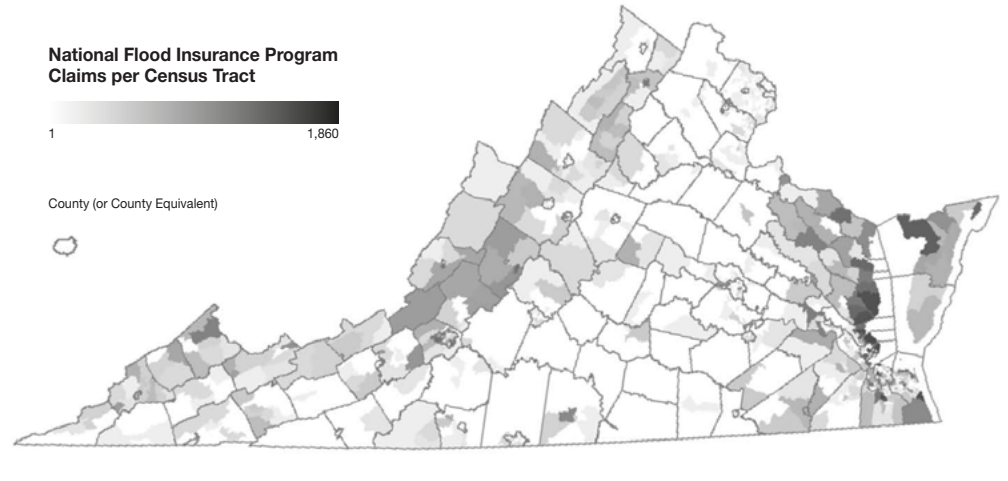 National Flood Insurance Program
Claims per Census Tract
1
1,860
County (or County Equivalent)